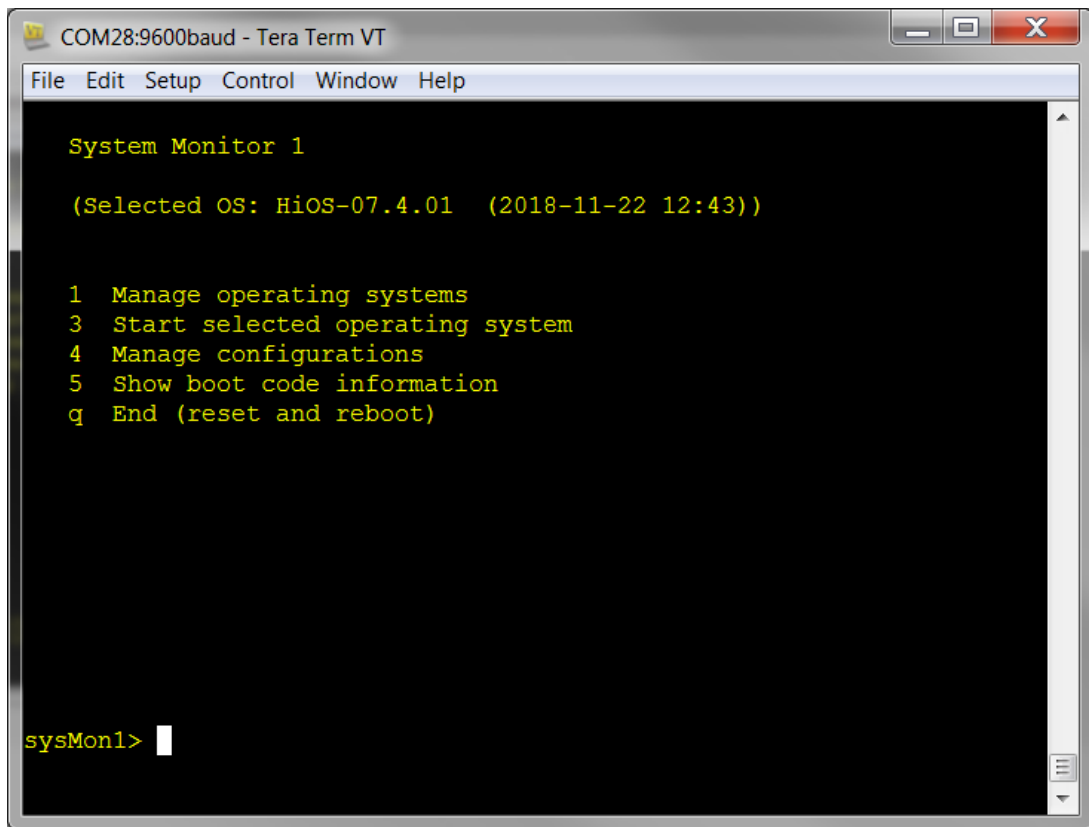 COM28:9600baud - Tera Term VT
File Edit Setup Control Window Help
System Monitor 1
(Selected OS: HiOS-07.4.01 (2018-11-22 12:43))
1 Manage operating systems
3 Start selected operating system
4 Manage configurations
5 Show boot code information
q End (reset and reboot)
sysMon1>